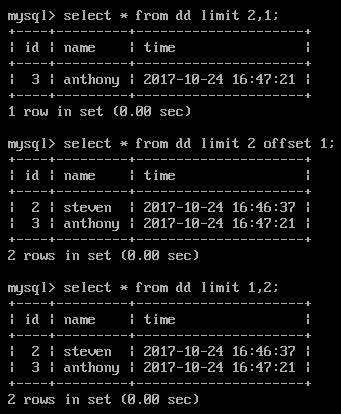 mysql> select * from dd limit 2,1;
+----+---------+---------------------+
| id | name    | time                |
+----+---------+---------------------+
|  3 | anthony | 2017-10-24 16:47:21 |
+----+---------+---------------------+
1 row in set (0.00 sec)
mysql> select * from dd limit 2 offset 1;
+----+---------+---------------------+
| id | name    | time                |
+----+---------+---------------------+
|  2 | steven  | 2017-10-24 16:46:37 |
|  3 | anthony | 2017-10-24 16:47:21 |
+----+---------+---------------------+
2 rows in set (0.00 sec)
mysql> select * from dd limit 1,2;
+----+---------+---------------------+
| id | name    | time                |
+----+---------+---------------------+
|  2 | steven  | 2017-10-24 16:46:37 |
|  3 | anthony | 2017-10-24 16:47:21 |
+----+---------+---------------------+
2 rows in set (0.00 sec)